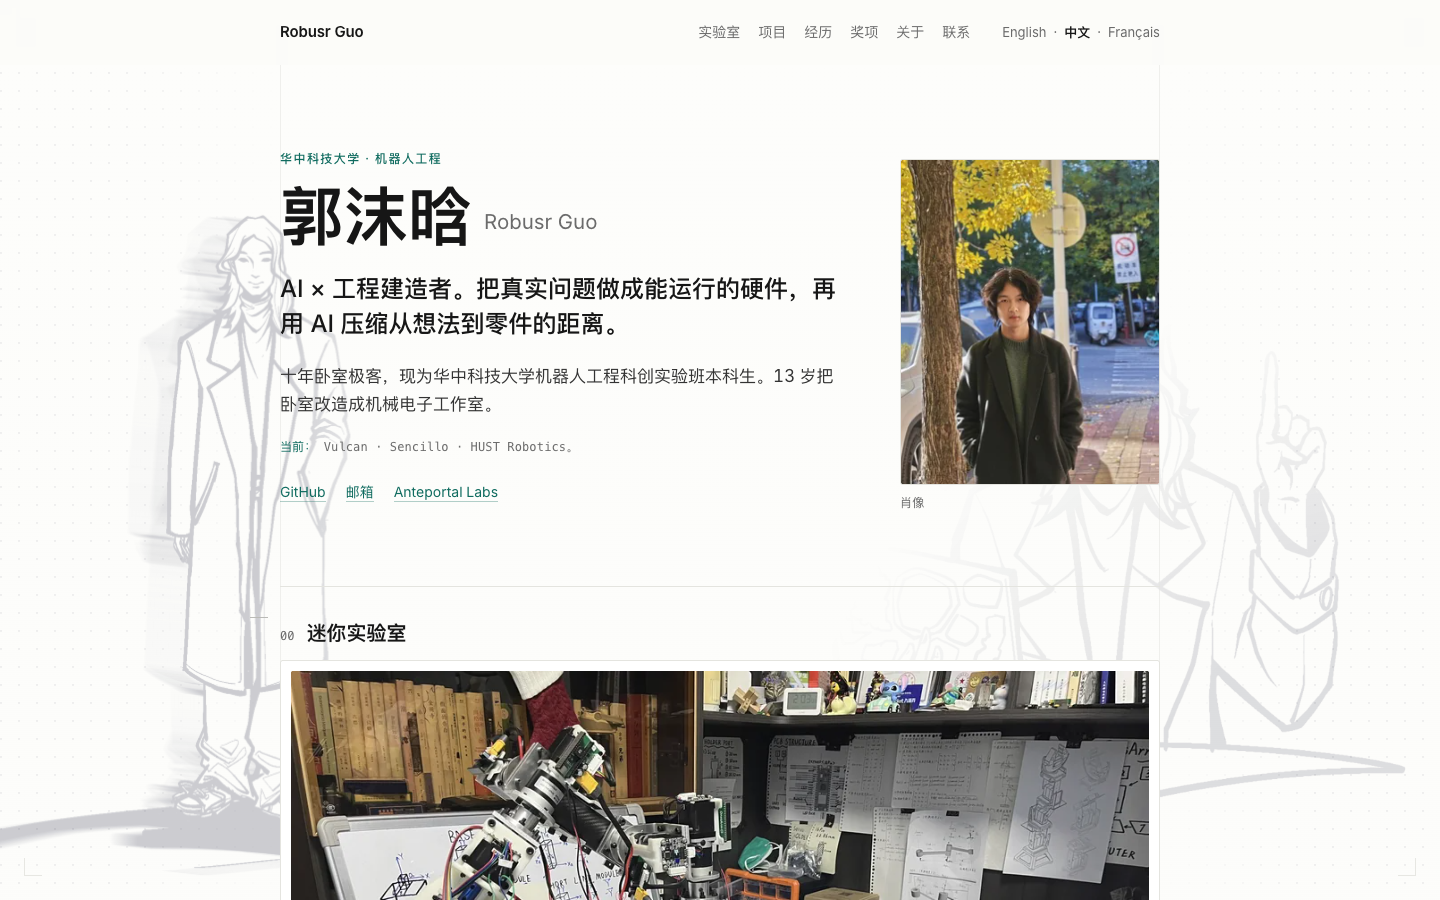 Robusr Guo
实验室 项目 经历 奖项 关于 联系 English · 中文 · Français
华中科技大学 · 机器人工程
郭沫晗 Robusr Guo
AI × 工程建造者。把真实问题做成能运行的硬件，再
用 AI 压缩从想法到零件的距离。
十年卧室极客，现为华中科技大学机器人工程科创实验班本科生。13 岁把
卧室改造成机械电子工作室。
当前： Vulcan · Sencillo · HUST Robotics。
GitHub 邮箱 Anteportal Labs
肖像
00 迷你实验室
BASE